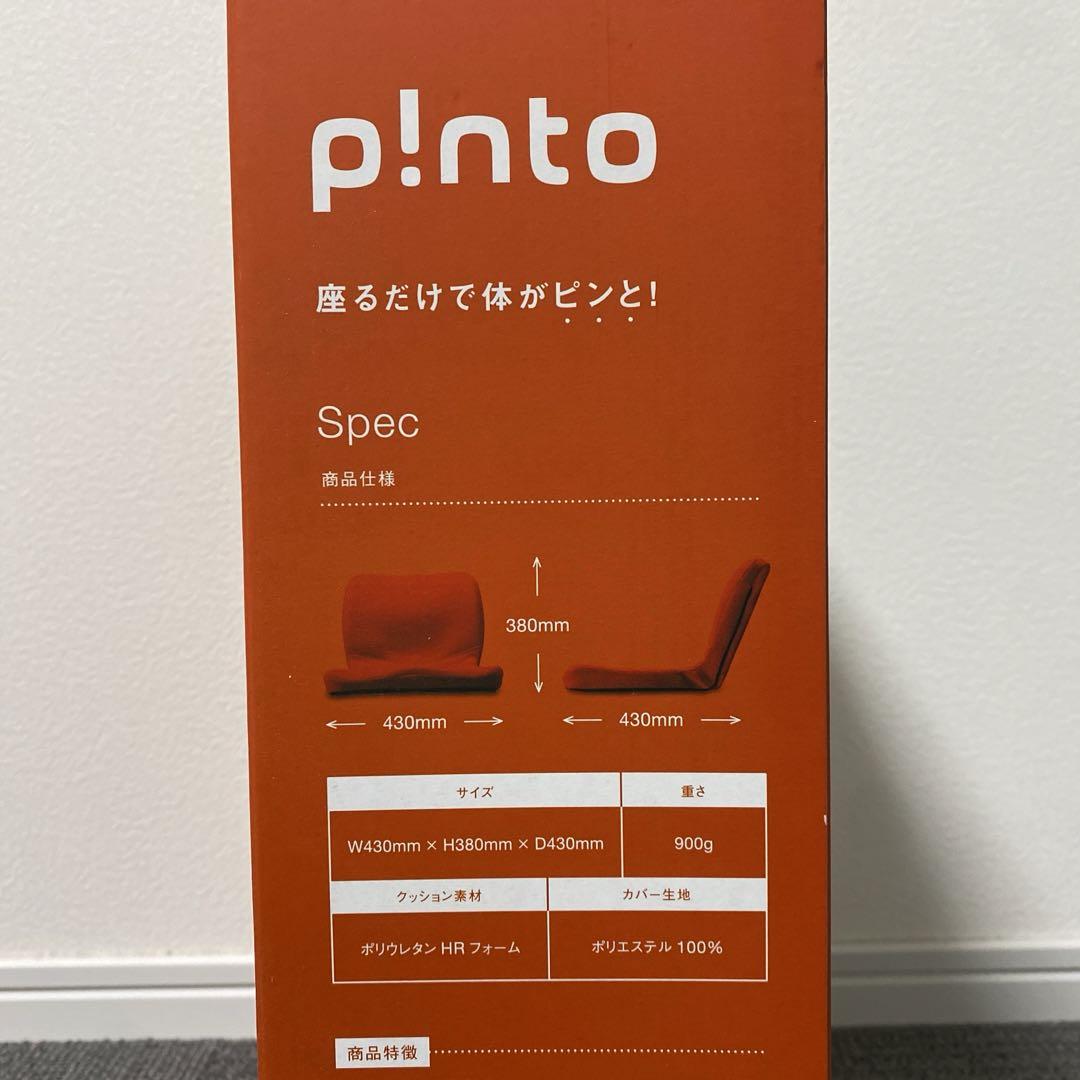 p!nto
座るだけで体がピンと!
Spec
商品仕様
380mm
430mm
430mm
サイズ
重さ
W430mm × H380mm × D430mm
900g
クッション素材
カバー生地
ポリウレタン HR フォーム
ポリエステル 100%
商品特徴